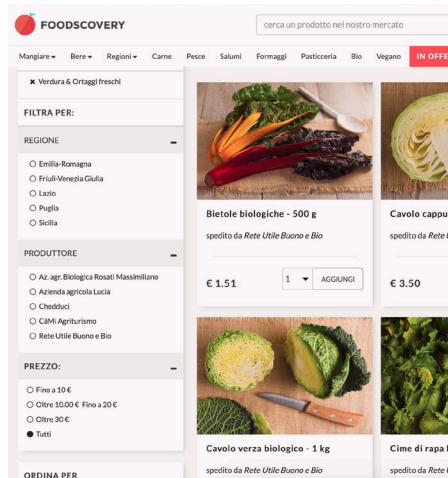 FOODSCOVERY
cerca un prodotto nel nostro mercato
Mangiare Bere Regioni Carne Pesce Salumi Formaggi Pasticceria Bio Vegano IN OFFE
× Verdura & Ortaggi freschi
FILTRA PER:
REGIONE
Emilia-Romagna
Friuli-Venezia Giulia
Lazio
Puglia
Sicilia
PRODUTTORE
Az. agr. Biologica Rosati Massimiliano
Azienda agricola Lucia
Chedduci
CâMì Agriturismo
Rete Utile Buono e Bio
PREZZO:
Fino a 10 €
Oltre 10.00 € Fino a 20 €
Oltre 30 €
Tutti
ORDINA PER
Bietole biologiche - 500 g
spedito da Rete Utile Buono e Bio
€ 1.51
1
AGGIUNGI
Cavolo cappu
spedito da Rete U
€ 3.50
Cavolo verza biologico - 1 kg
spedito da Rete Utile Buono e Bio
Cime di rapa
spedito da Rete U